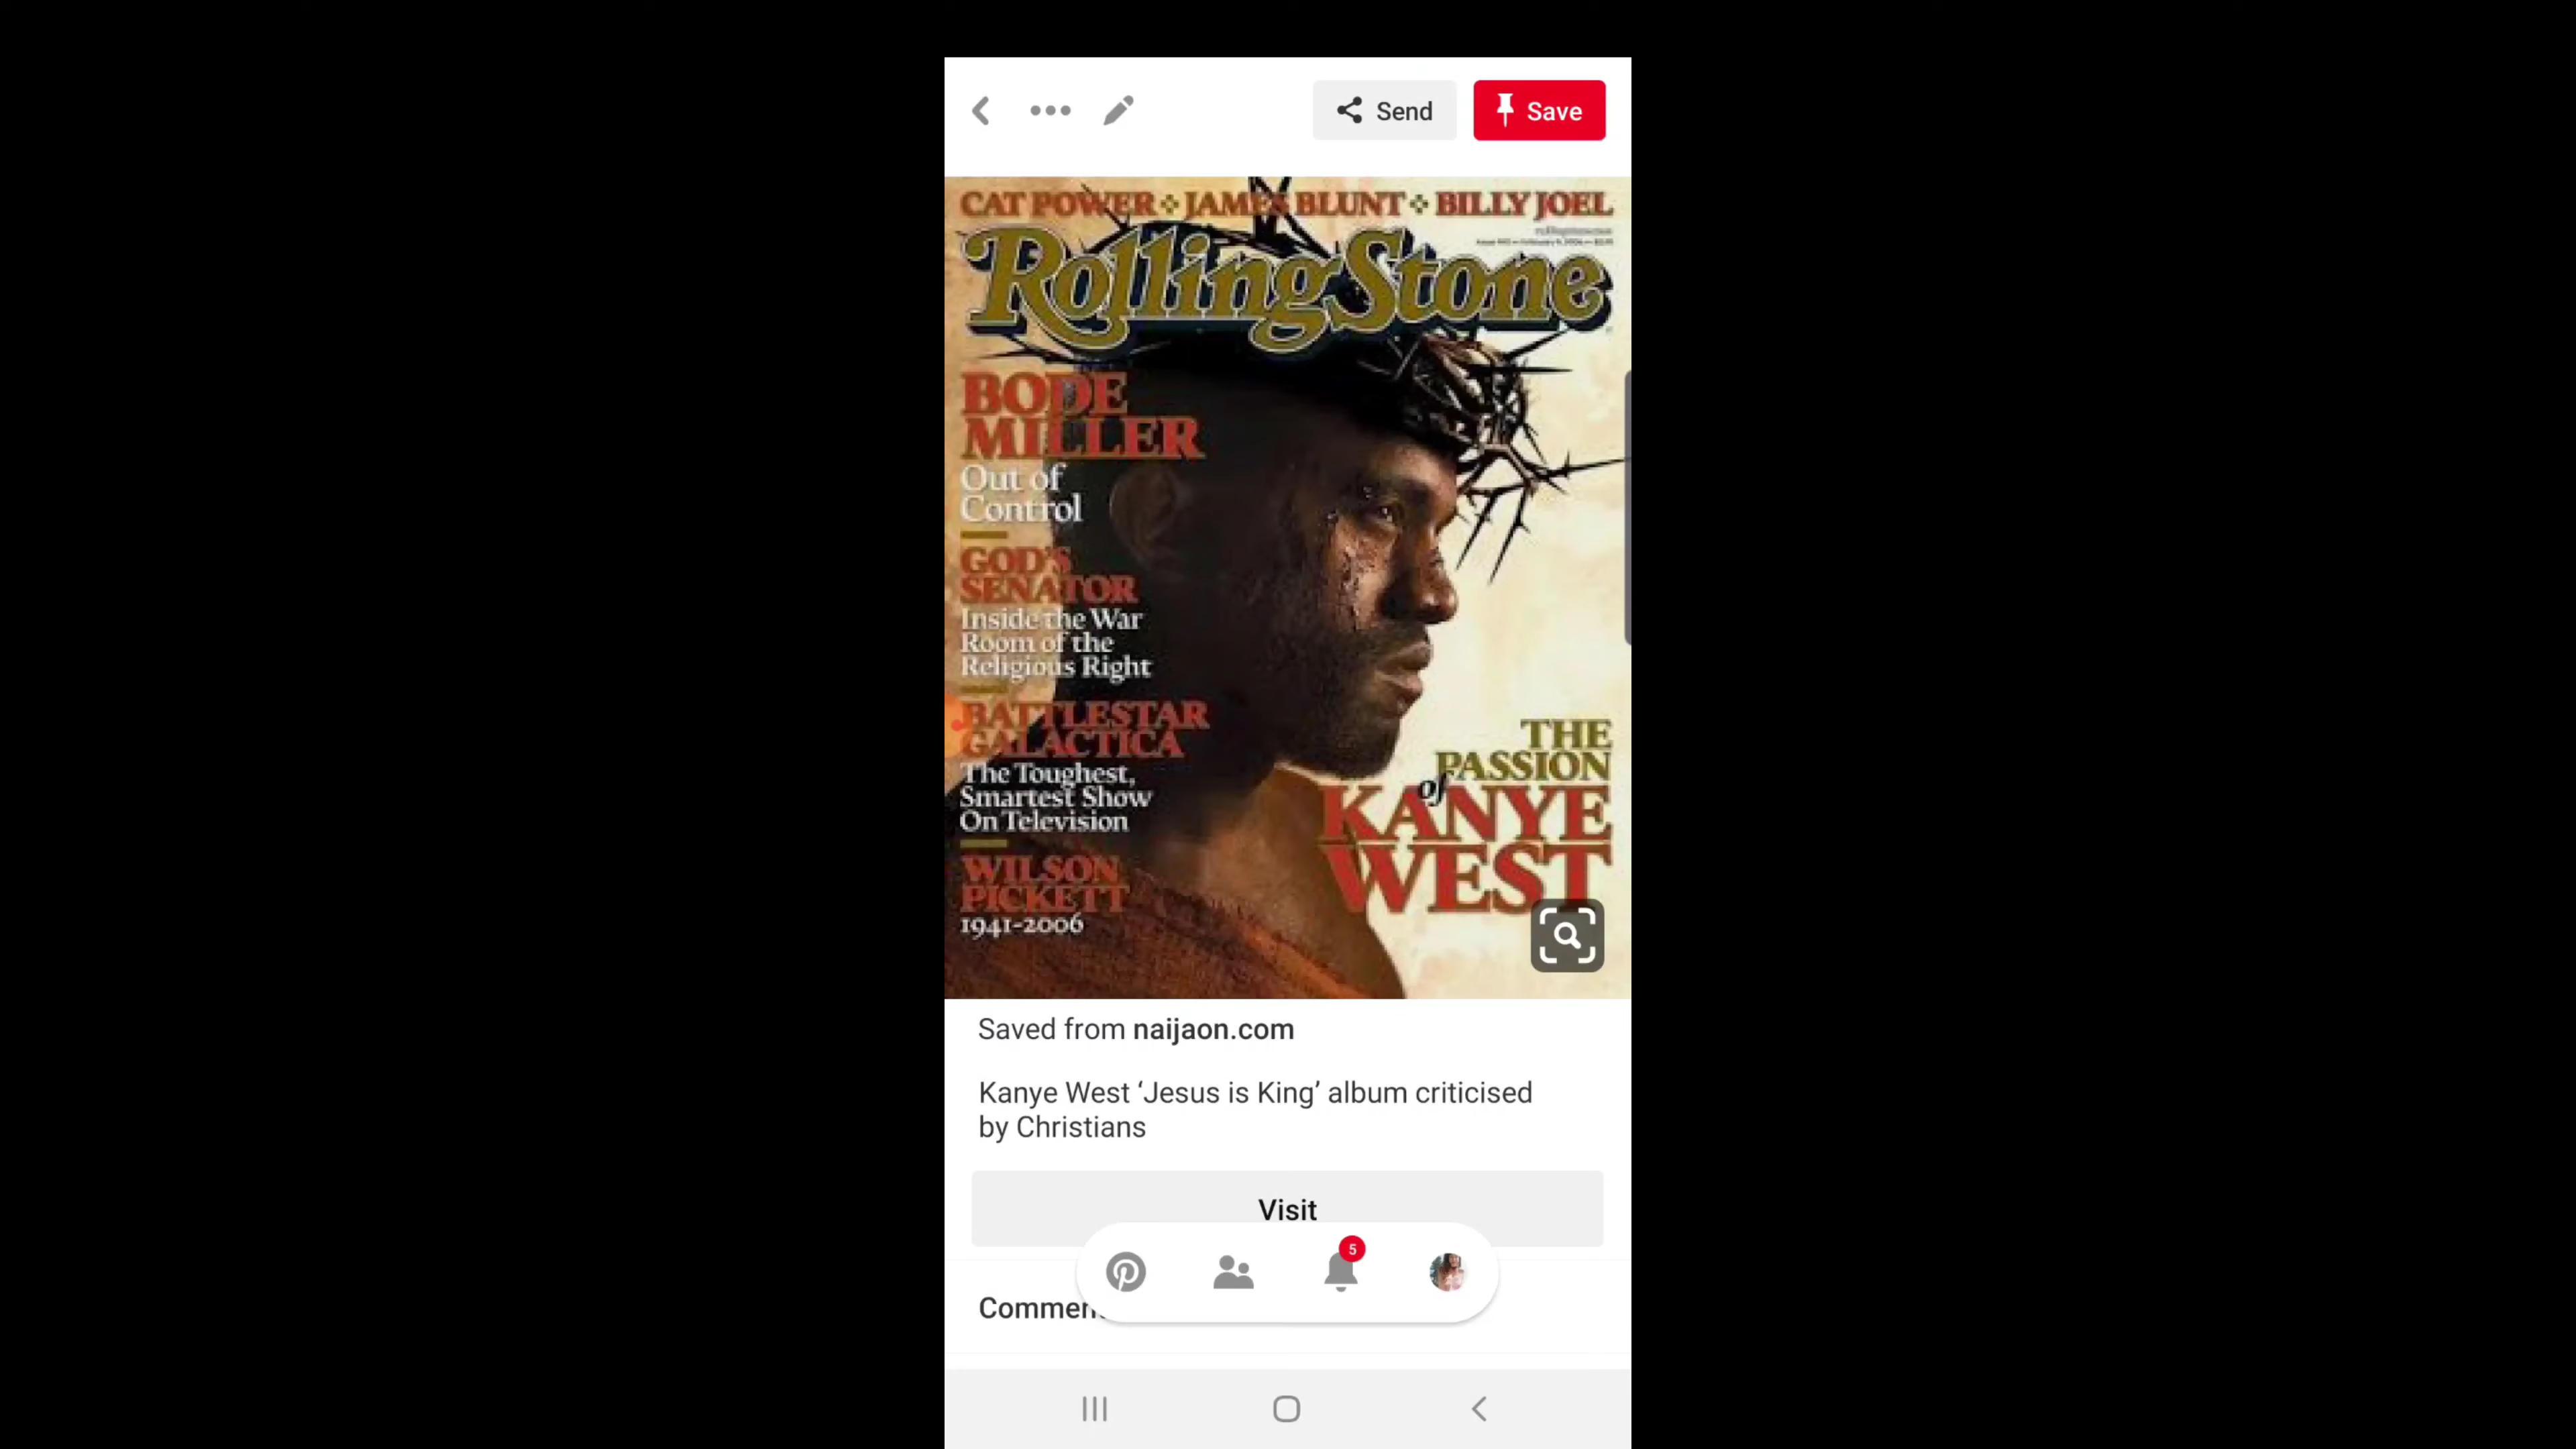 Send
Save
CAT POWER ❖ JAMES BLUNT ❖ BILLY JOEL
RollingStone
BODE
MILLER
Out of
Control
GOD'S
SENATOR
Inside the War
Room of the
Religious Right
BATTLESTAR
GALACTICA
The Toughest,
Smartest Show
On Television
WILSON
PICKETT
1941-2006
THE
PASSION
of
KANYE
WEST
Saved from naijaon.com
Kanye West ‘Jesus is King’ album criticised
by Christians
Visit
5